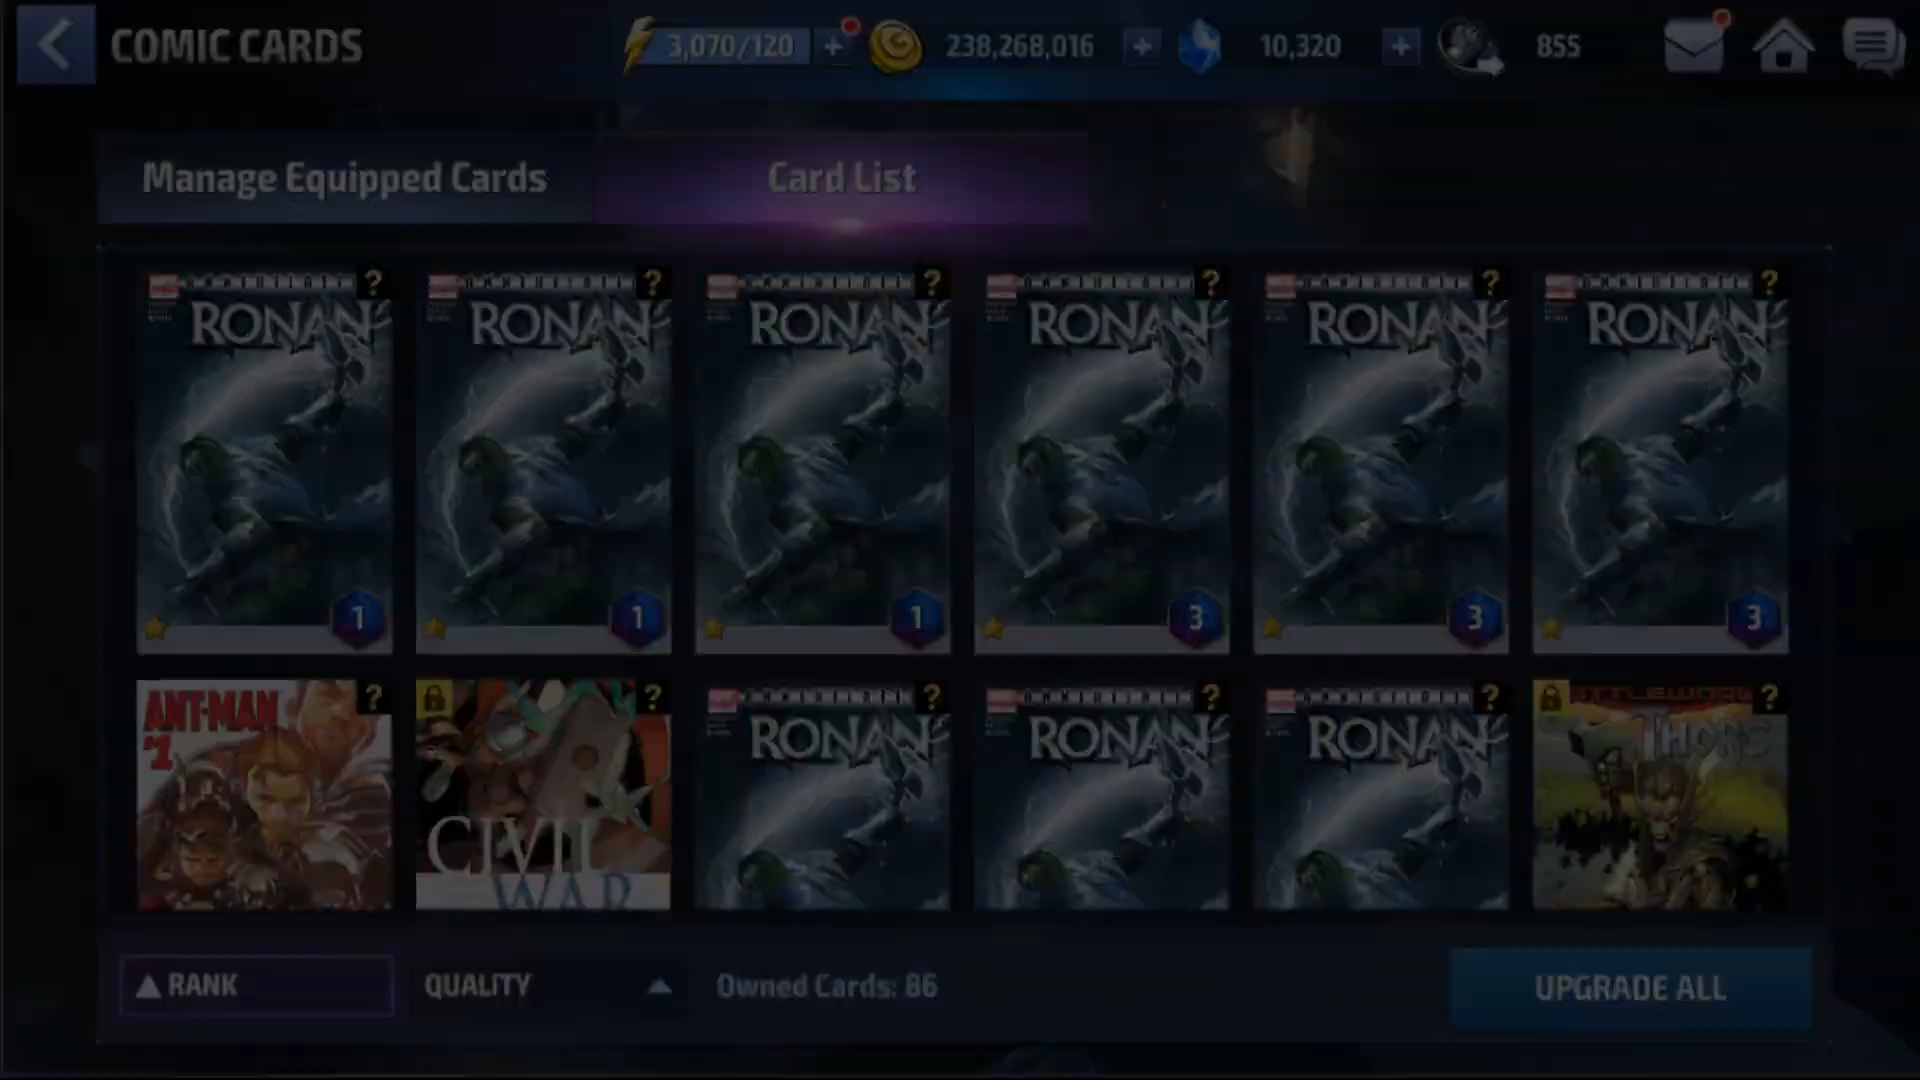 COMIC CARDS
3,070/120
238,268,016
10,320
855
Manage Equipped Cards
Card List
? ? ? ? ? ?
RONAN RONAN RONAN RONAN RONAN RONAN
1 1 1 3 3 3
? ? ? ? ? ?
ANT-MAN
#1
RONAN RONAN RONAN
THORS
CIVIL
WAR
RANK
QUALITY
Owned Cards: 86
UPGRADE ALL